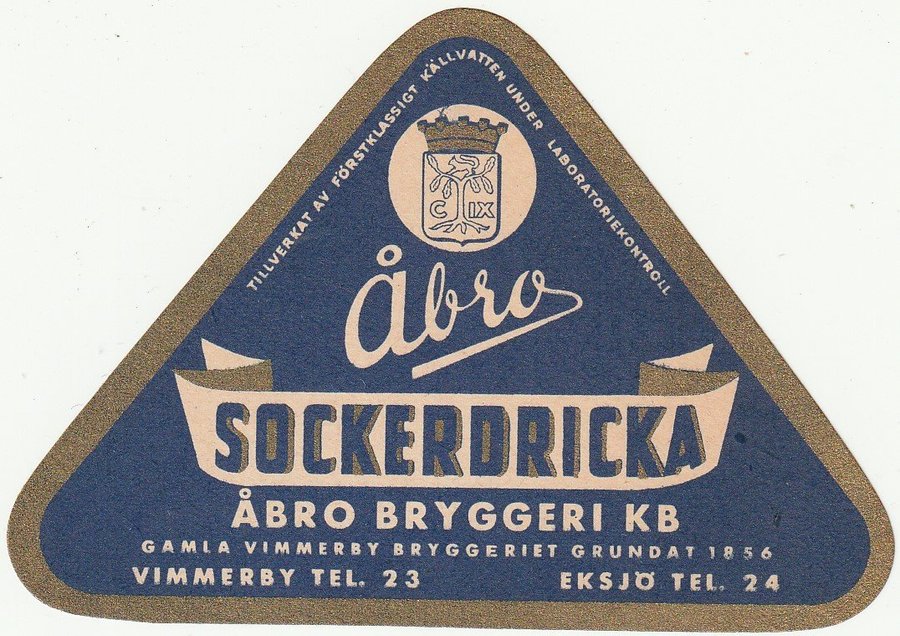 TILLVERKAT AV FÖRSTKLASSIGT KÄLLVATTEN UNDER LABORATORIEKONTROLL
C IX
Åbro
SOCKERDRICKA
ÅBRO BRYGGERI KB
GAMLA VIMMERBY BRYGGERIET GRUNDAT 1856
VIMMERBY TEL. 23 EKSJÖ TEL. 24